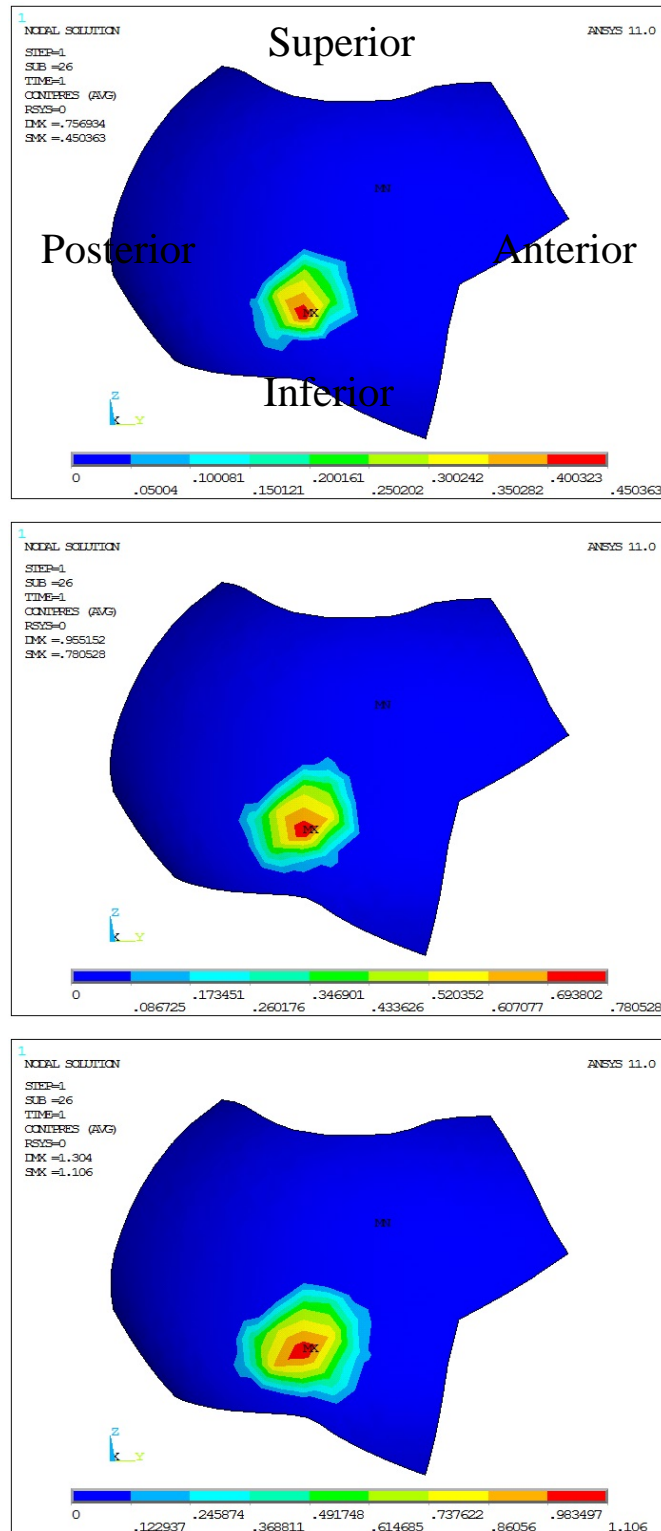 1
NODAL SOLUTION
ANSYS 11.0
Superior
STEP=1
SUB =26
TIME=1
CONTPRES (AVG)
RSYS=0
DMX =.756934
SMX =.450363
MN
Posterior
Anterior
MX
Inferior
Z
X Y
0 .100081 .200161 .300242 .400323
.05004 .150121 .250202 .350282 .450363
1
NODAL SOLUTION
ANSYS 11.0
STEP=1
SUB =26
TIME=1
CONTPRES (AVG)
RSYS=0
DMX =.955152
SMX =.780528
MN
MX
Z
X Y
0 .173451 .346901 .520352 .693802
.086725 .260176 .433626 .607077 .780528
1
NODAL SOLUTION
ANSYS 11.0
STEP=1
SUB =26
TIME=1
CONTPRES (AVG)
RSYS=0
DMX =1.304
SMX =1.106
MN
MX
Z
X Y
0 .245874 .491748 .737622 .983497
.122937 .368811 .614685 .86056 1.106